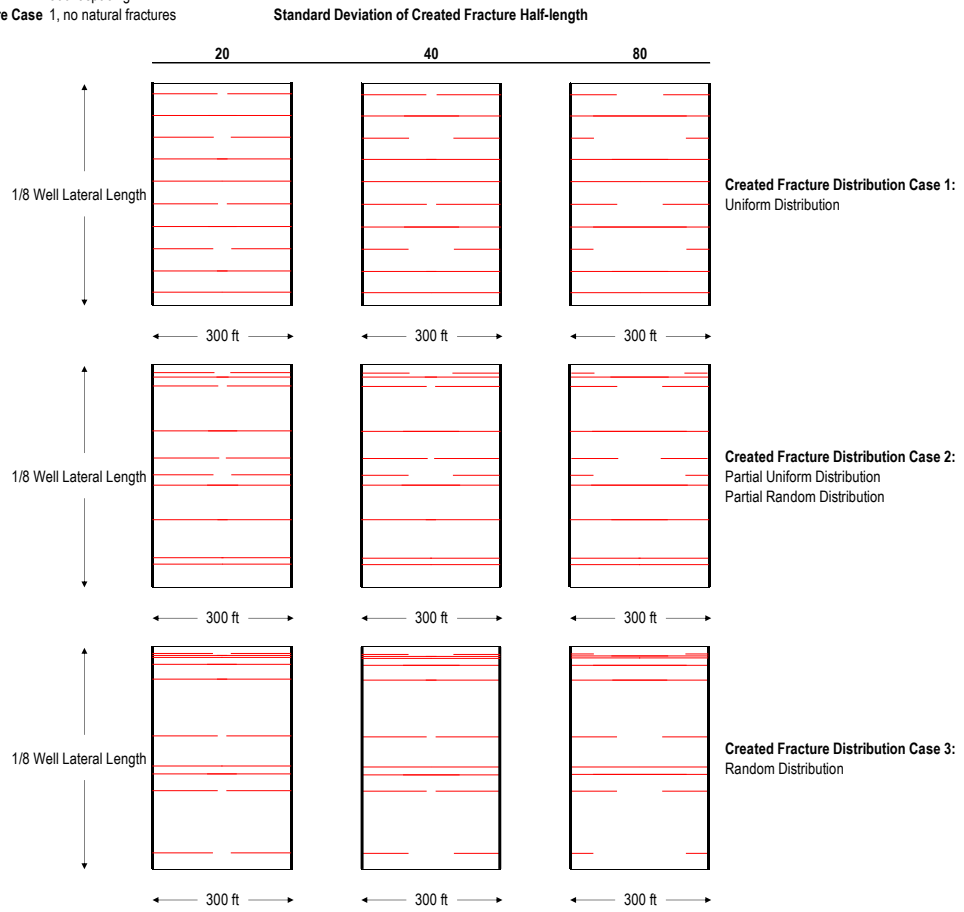 re Case 1, no natural fractures
Standard Deviation of Created Fracture Half-length
20 40 80
1/8 Well Lateral Length
Created Fracture Distribution Case 1:
Uniform Distribution
300 ft 300 ft 300 ft
1/8 Well Lateral Length
Created Fracture Distribution Case 2:
Partial Uniform Distribution
Partial Random Distribution
300 ft 300 ft 300 ft
1/8 Well Lateral Length
Created Fracture Distribution Case 3:
Random Distribution
300 ft 300 ft 300 ft